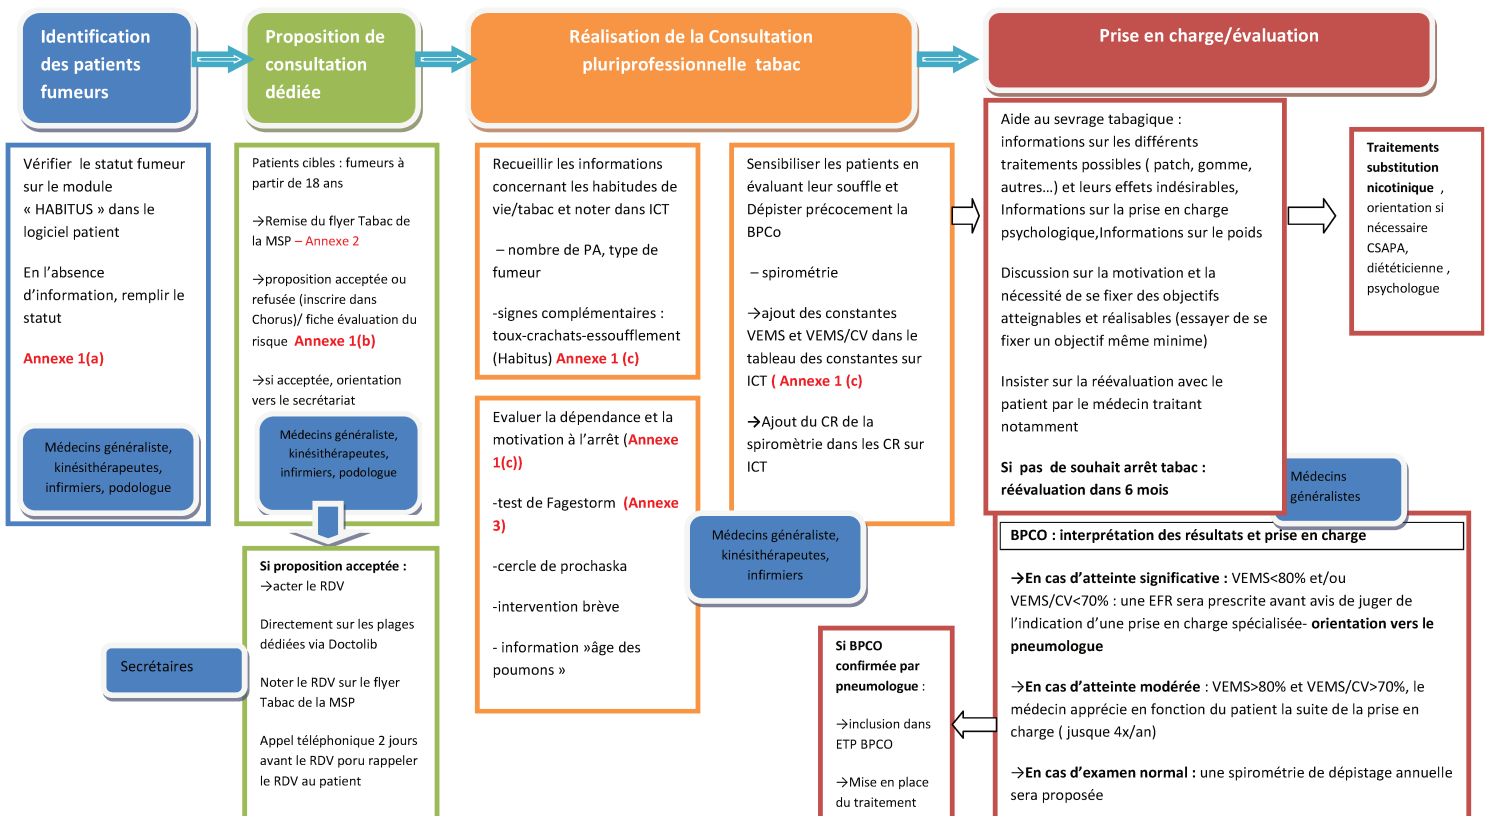 Identification
des patients
fumeurs
Proposition de
consultation
dédiée
Réalisation de la Consultation
pluriprofessionnelle tabac
Prise en charge/évaluation
Vérifier le statut fumeur
sur le module
« HABITUS » dans le
logiciel patient
En l’absence
d’information, remplir le
statut
Annexe 1(a)
Médecins généraliste,
kinésithérapeutes,
infirmiers, podologue
Patients cibles : fumeurs à
partir de 18 ans
→Remise du flyer Tabac de
la MSP – Annexe 2
→proposition acceptée ou
refusée (inscrire dans
Chorus)/ fiche évaluation du
risque Annexe 1(b)
→si acceptée, orientation
vers le secrétariat
Médecins généraliste,
kinésithérapeutes,
infirmiers, podologue
Si proposition acceptée :
→acter le RDV
Directement sur les plages
dédiées via Doctolib
Noter le RDV sur le flyer
Tabac de la MSP
Appel téléphonique 2 jours
avant le RDV poru rappeler
le RDV au patient
Secrétaires
Recueillir les informations
concernant les habitudes de
vie/tabac et noter dans ICT
– nombre de PA, type de
fumeur
-signes complémentaires :
toux-crachats-essoufflement
(Habitus) Annexe 1 (c)
Evaluer la dépendance et la
motivation à l’arrêt (Annexe
1(c))
-test de Fagestorm (Annexe
3)
-cercle de prochaska
-intervention brève
- information »âge des
poumons »
Sensibiliser les patients en
évaluant leur souffle et
Dépister précocement la
BPCo
– spirométrie
→ajout des constantes
VEMS et VEMS/CV dans le
tableau des constantes sur
ICT ( Annexe 1 (c)
→Ajout du CR de la
spiromètrie dans les CR sur
ICT
Médecins généraliste,
kinésithérapeutes,
infirmiers
Aide au sevrage tabagique :
informations sur les différents
traitements possibles ( patch, gomme,
autres...) et leurs effets indésirables,
Informations sur la prise en charge
psychologique,Informations sur le poids
Discussion sur la motivation et la
nécessité de se fixer des objectifs
atteignables et réalisables (essayer de se
fixer un objectif même minime)
Insister sur la réévaluation avec le
patient par le médecin traitant
notamment
Si pas de souhait arrêt tabac :
réévaluation dans 6 mois
Médecins
généralistes
Traitements
substitution
nicotinique ,
orientation si
nécessaire
CSAPA,
diététicienne ,
psychologue
BPCO : interprétation des résultats et prise en charge
→En cas d’atteinte significative : VEMS<80% et/ou
VEMS/CV<70% : une EFR sera prescrite avant avis de juger de
l’indication d’une prise en charge spécialisée- orientation vers le
pneumologue
→En cas d’atteinte modérée : VEMS>80% et VEMS/CV>70%, le
médecin apprécie en fonction du patient la suite de la prise en
charge ( jusque 4x/an)
→En cas d’examen normal : une spirométrie de dépistage annuelle
sera proposée
Si BPCO
confirmée par
pneumologue :
→inclusion dans
ETP BPCO
→Mise en place
du traitement